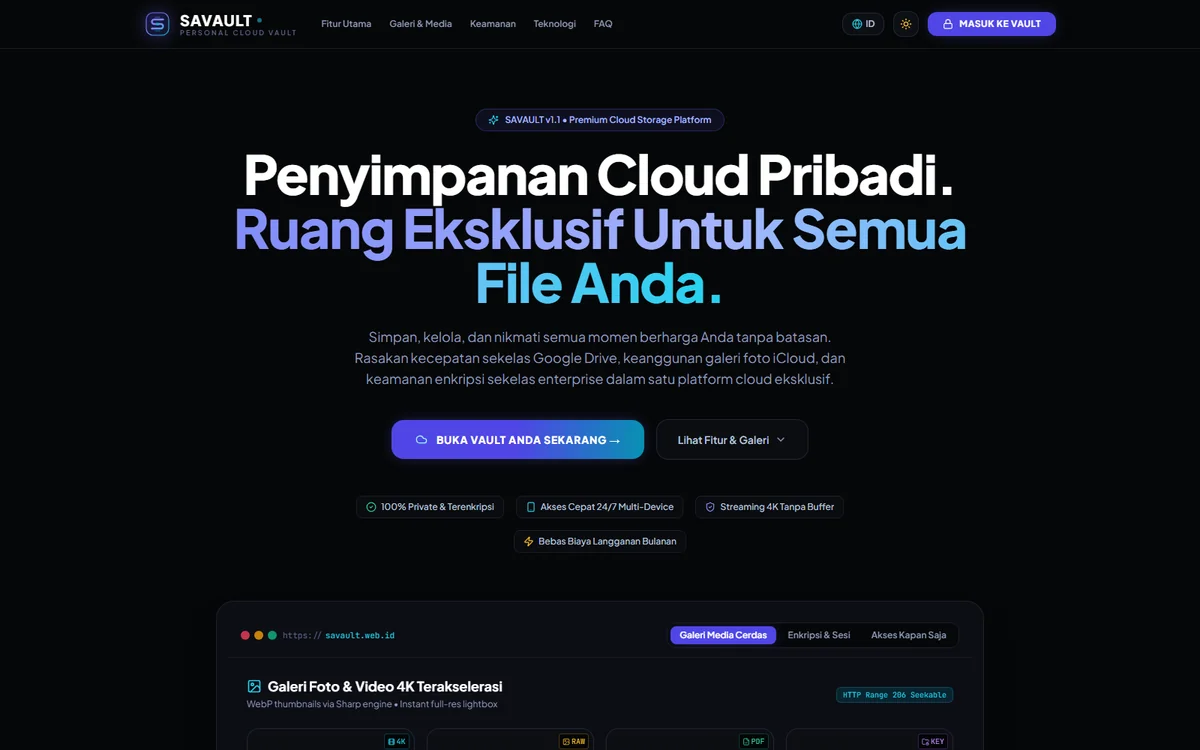 SAVAULT
PERSONAL CLOUD VAULT
Fitur Utama
Galeri & Media
Keamanan
Teknologi
FAQ
ID
MASUK KE VAULT
SAVAULT v1.1 • Premium Cloud Storage Platform
Penyimpanan Cloud Pribadi.
Ruang Eksklusif Untuk Semua
File Anda.
Simpan, kelola, dan nikmati semua momen berharga Anda tanpa batasan.
Rasakan kecepatan sekelas Google Drive, keanggunan galeri foto iCloud, dan
keamanan enkripsi sekelas enterprise dalam satu platform cloud eksklusif.
BUKA VAULT ANDA SEKARANG →
Lihat Fitur & Galeri
100% Private & Terenkripsi
Akses Cepat 24/7 Multi-Device
Streaming 4K Tanpa Buffer
Bebas Biaya Langganan Bulanan
https://savault.web.id
Galeri Media Cerdas
Enkripsi & Sesi
Akses Kapan Saja
Galeri Foto & Video 4K Terakselerasi
WebP thumbnails via Sharp engine • Instant full-res lightbox
HTTP Range 206 Seekable
4K
RAW
PDF
KEY